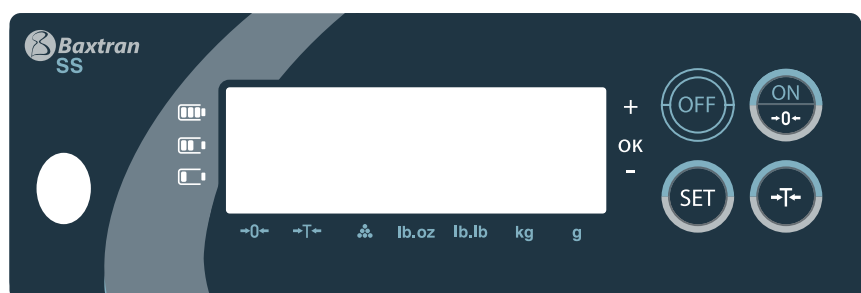 Baxtran
SS
+
OK
-
OFF
ON
→0←
SET
→T←
→0← →T← lb.oz lb.lb kg g